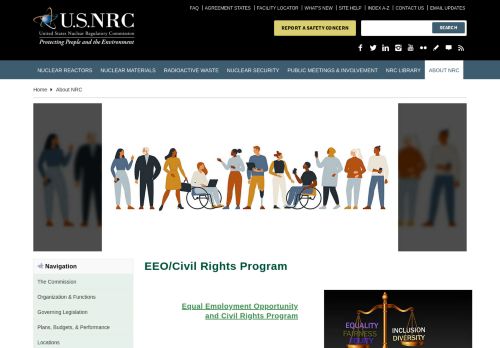 FAQ | AGREEMENT STATES | FACILITY LOCATOR | WHAT'S NEW | SITE HELP | INDEX A-Z | CONTACT US | EMAIL UPDATES
U.S.NRC
United States Nuclear Regulatory Commission
Protecting People and the Environment
REPORT A SAFETY CONCERN
SEARCH
NUCLEAR REACTORS NUCLEAR MATERIALS RADIOACTIVE WASTE NUCLEAR SECURITY PUBLIC MEETINGS & INVOLVEMENT NRC LIBRARY ABOUT NRC
Home About NRC
Navigation
The Commission
Organization & Functions
Governing Legislation
Plans, Budgets, & Performance
Locations
EEO/Civil Rights Program
Equal Employment Opportunity
and Civil Rights Program
EQUALITY
FAIRNESS
EQUITY
INCLUSION
DIVERSITY